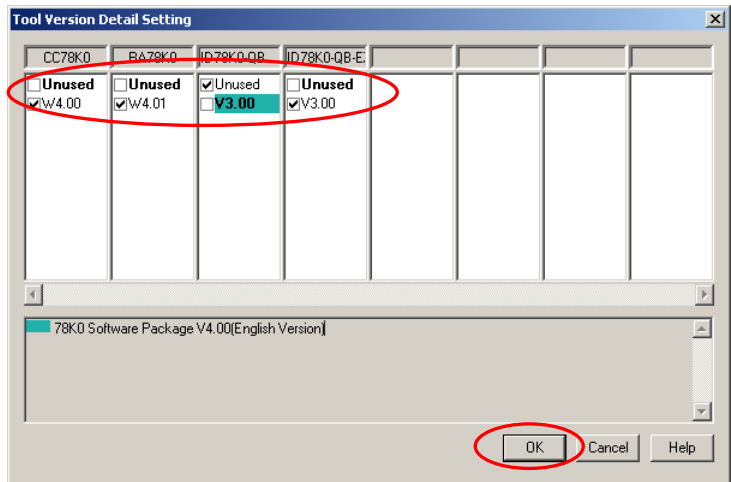 Tool Version Detail Setting
CC78K0 RA78K0 ID78K0-QB ID78K0-QB-E
Unused Unused Unused Unused
W4.00 W4.01 V3.00 V3.00
78K0 Software Package V4.00(English Version)
OK Cancel Help